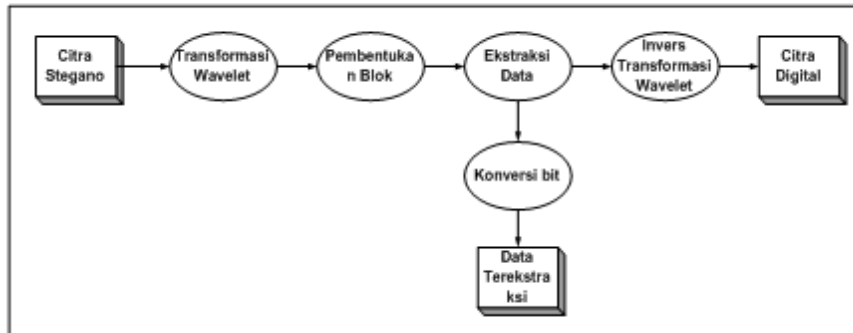 Citra
Stegano
Transformasi
Wavelet
Pembentuka
n Blok
Ekstraksi
Data
Invers
Transformasi
Wavelet
Citra
Digital
Konversi bit
Data
Terekstra
ksi